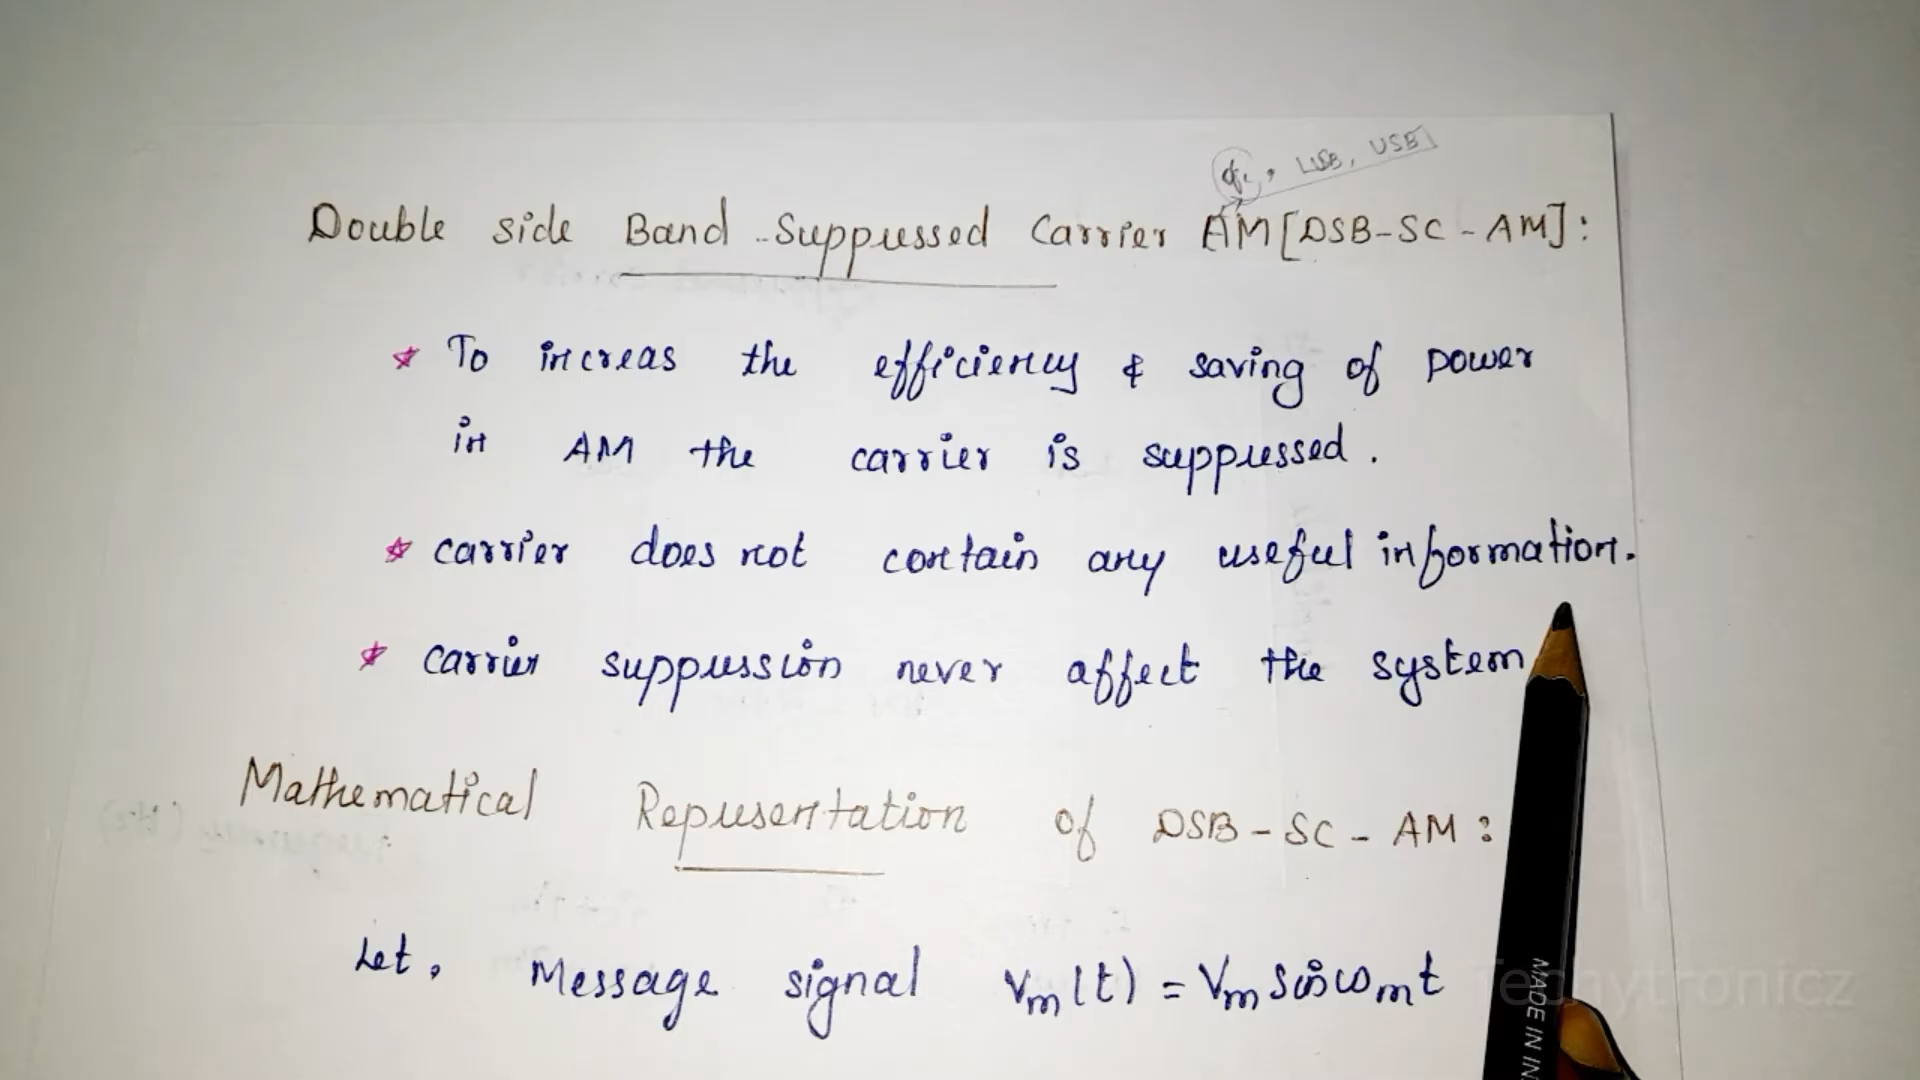 LSB, USB
Double side Band - Suppressed Carrier AM [DSB-SC-AM]:
* To increas the efficiency & saving of power
in AM the carrier is suppressed.
* carrier does not contain any useful information.
* carrier suppression never affect the system
Mathematical Representation of DSB-SC-AM:
Let, Message signal Vm(t) = Vm sin ωmt
Techytronicz
MADE IN IN